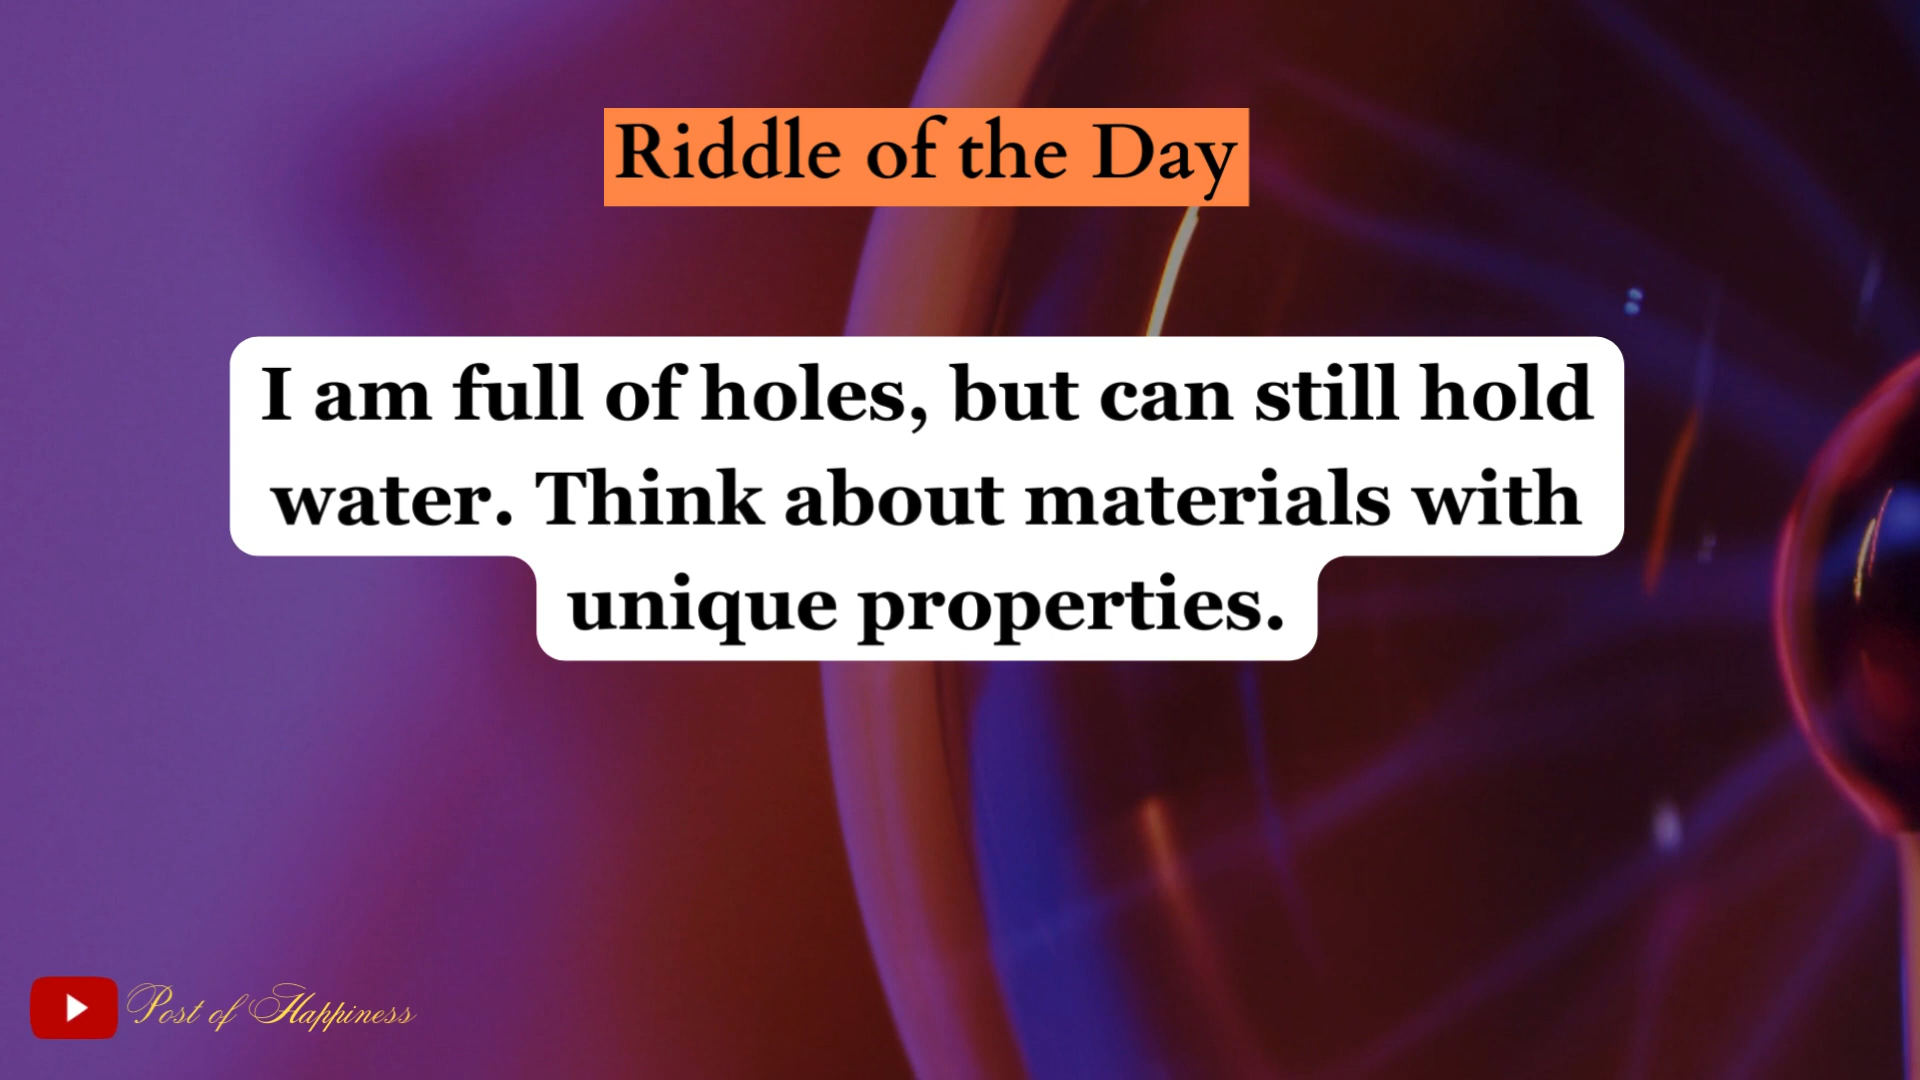 Riddle of the Day
I am full of holes, but can still hold
water. Think about materials with
unique properties.
Post of Happiness